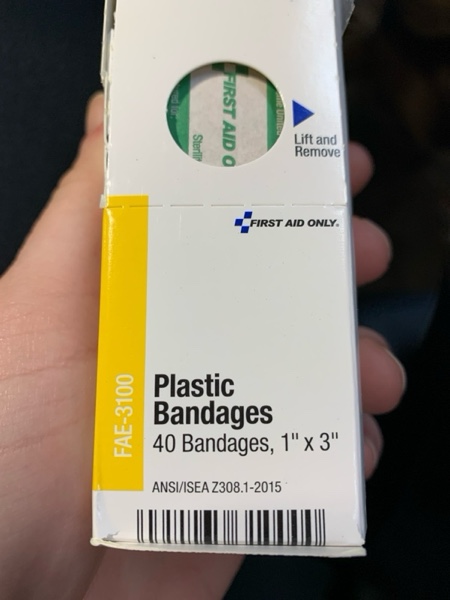 FIRST AID O
Steril
Lift and
Remove
FIRST AID ONLY.
FAE-3100
Plastic
Bandages
40 Bandages, 1" x 3"
ANSI/ISEA Z308.1-2015